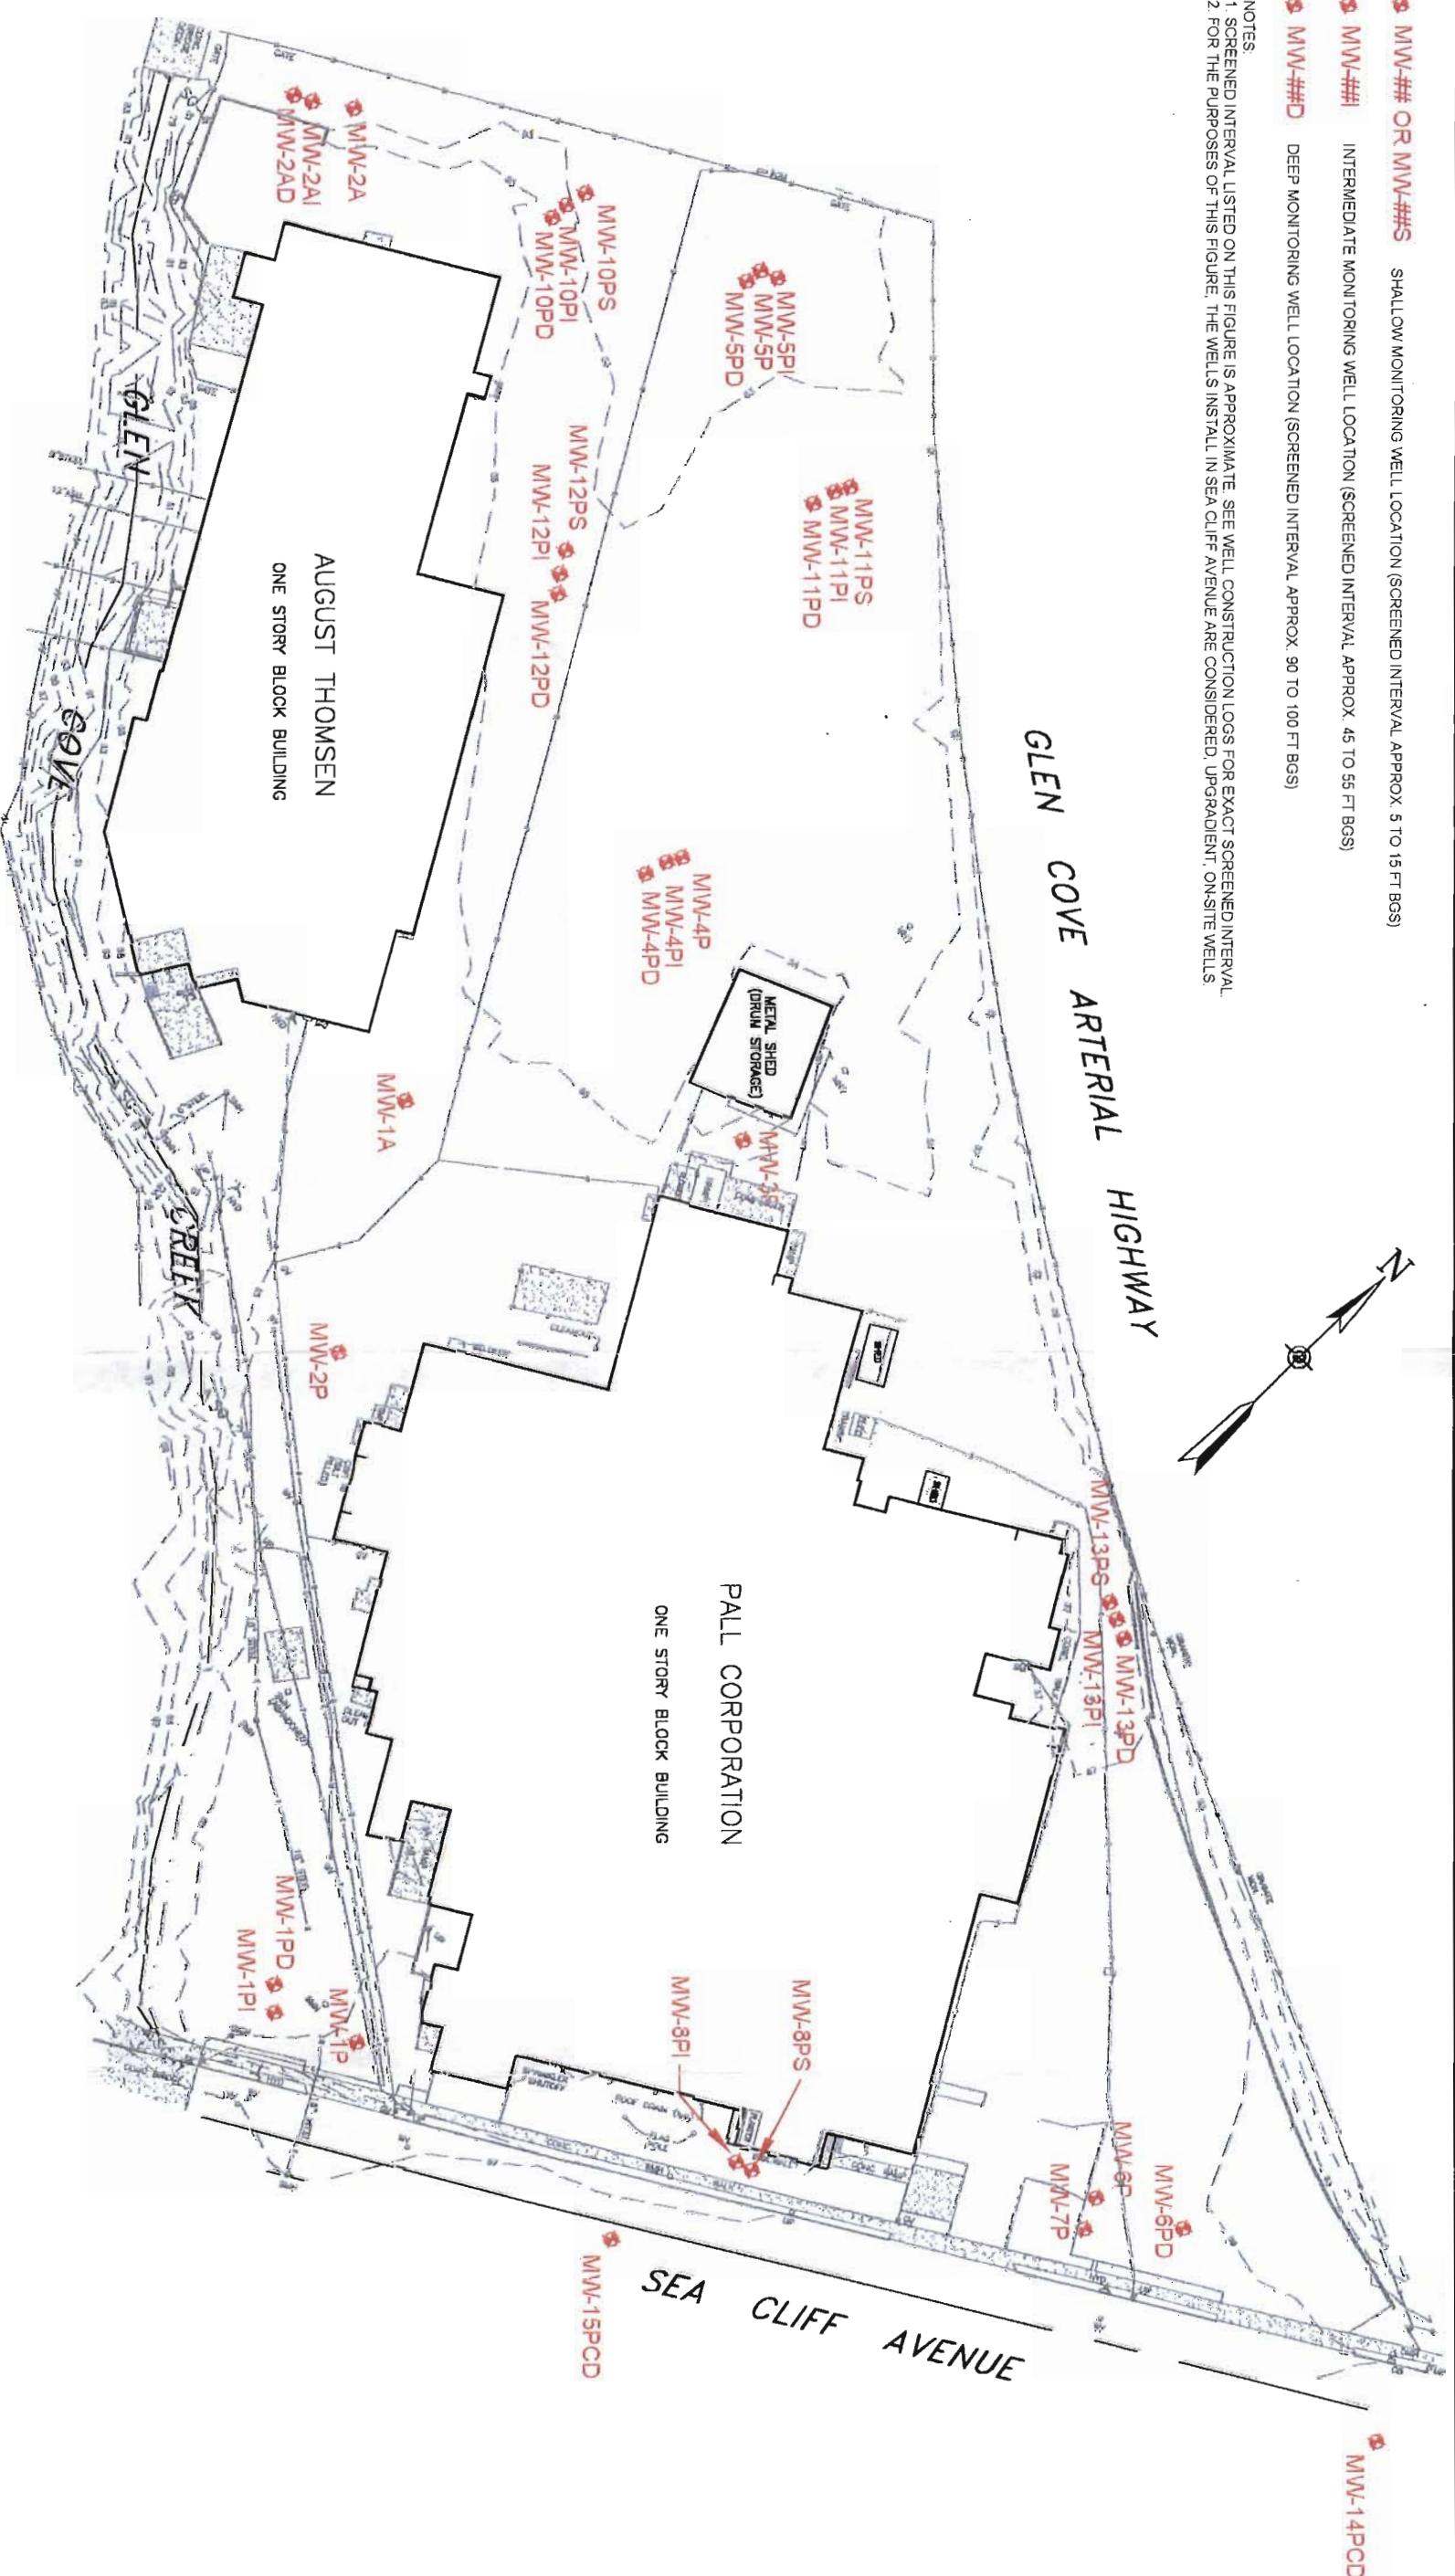 MW-## OR MW-##S SHALLOW MONITORING WELL LOCATION (SCREENED INTERVAL APPROX. 5 TO 15 FT BGS)
MW-##I INTERMEDIATE MONITORING WELL LOCATION (SCREENED INTERVAL APPROX. 45 TO 55 FT BGS)
MW-##D DEEP MONITORING WELL LOCATION (SCREENED INTERVAL APPROX. 90 TO 100 FT BGS)
NOTES:
1. SCREENED INTERVAL LISTED ON THIS FIGURE IS APPROXIMATE. SEE WELL CONSTRUCTION LOGS FOR EXACT SCREENED INTERVAL.
2. FOR THE PURPOSES OF THIS FIGURE, THE WELLS INSTALL IN SEA CLIFF AVENUE ARE CONSIDERED, UPGRADIENT, ON-SITE WELLS.
N
GLEN COVE ARTERIAL HIGHWAY
MW-2A
MW-2AI
MW-2AD
MW-10PS
MW-10PI
MW-10PD
MW-5PI
MW-5P
MW-5PD
MW-11PS
MW-11PI
MW-11PD
MW-12PS
MW-12PI
MW-12PD
MW-4P
MW-4PI
MW-4PD
METAL SHED
(DRUM STORAGE)
AUGUST THOMSEN
ONE STORY BLOCK BUILDING
GLEN COVE CREEK
MW-1A
MW-2P
SHED
SHED
MW-13PS
MW-13PI
MW-13PD
PALL CORPORATION
ONE STORY BLOCK BUILDING
MW-1PD
MW-1PI
MW-1P
MW-8PI
MW-8PS
MW-6P
MW-7P
MW-6PD
MW-15PCD
MW-14PCD
SEA CLIFF AVENUE
SPRINKLER
SHUTOFF
GATE
GATE